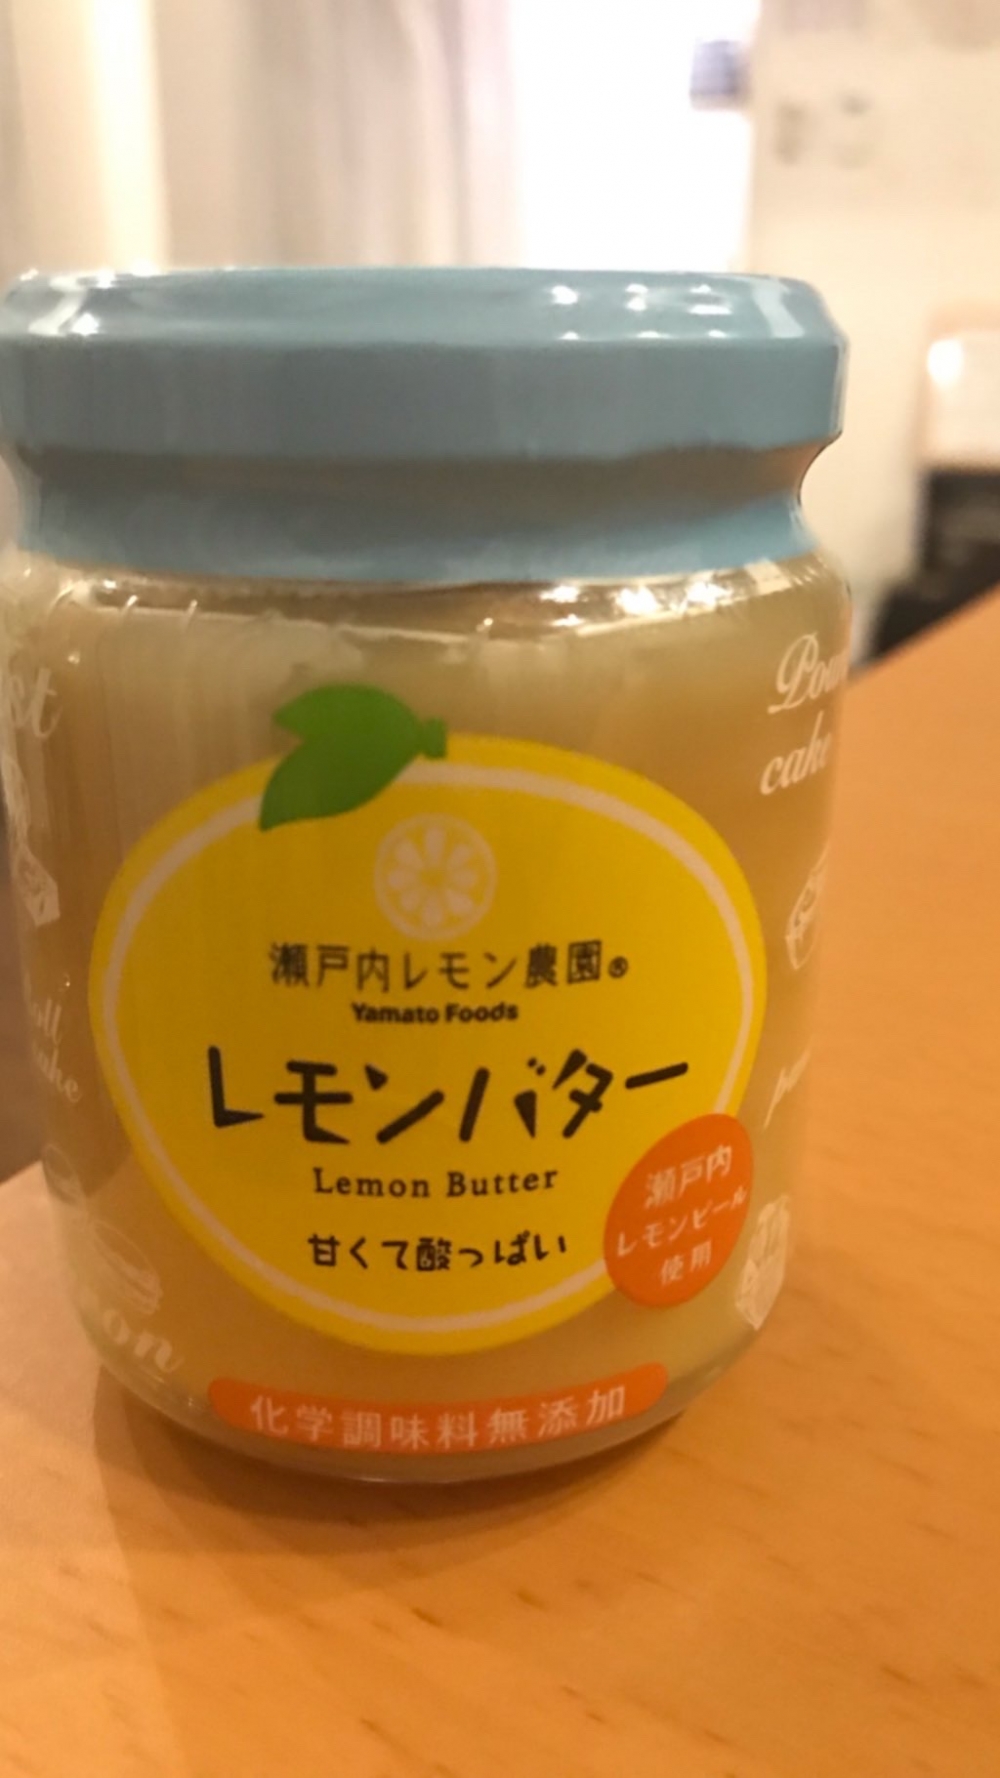 瀬戸内レモン農園®
Yamato Foods
レモンバター
Lemon Butter
甘くて酸っぱい
瀬戸内
レモンピール
使用
化学調味料無添加
cake